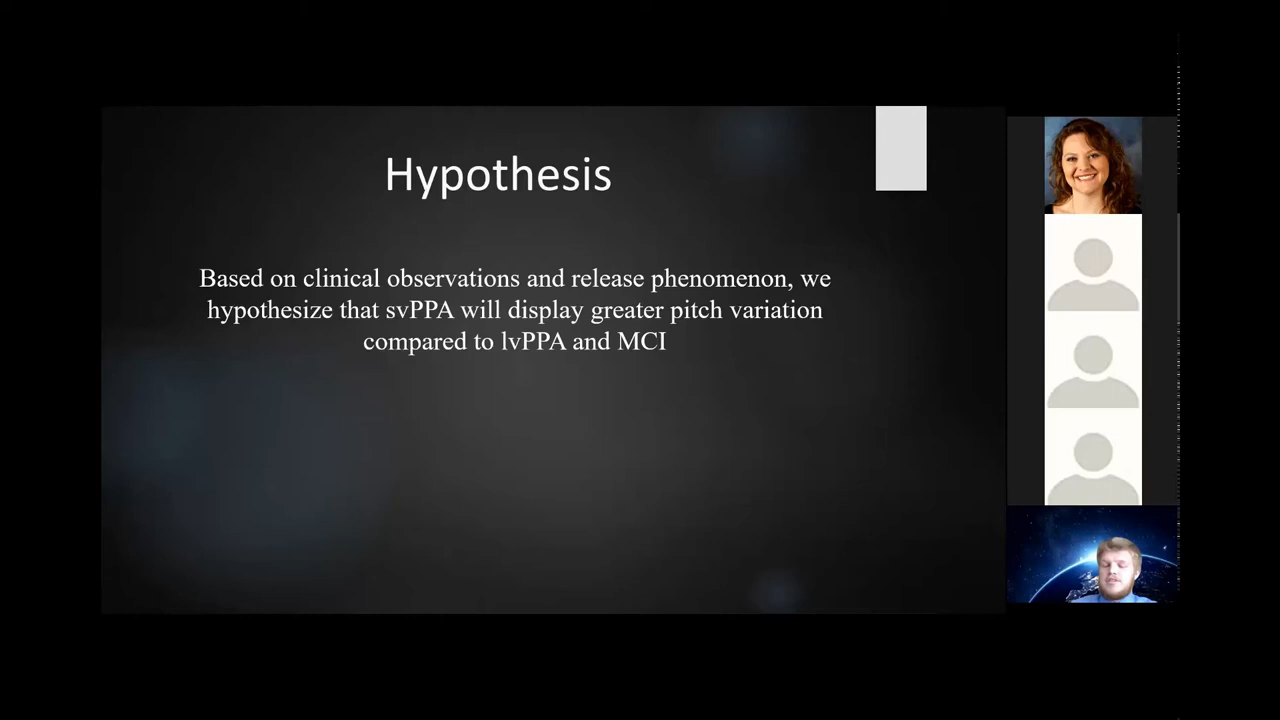 Hypothesis
Based on clinical observations and release phenomenon, we
hypothesize that svPPA will display greater pitch variation
compared to lvPPA and MCI